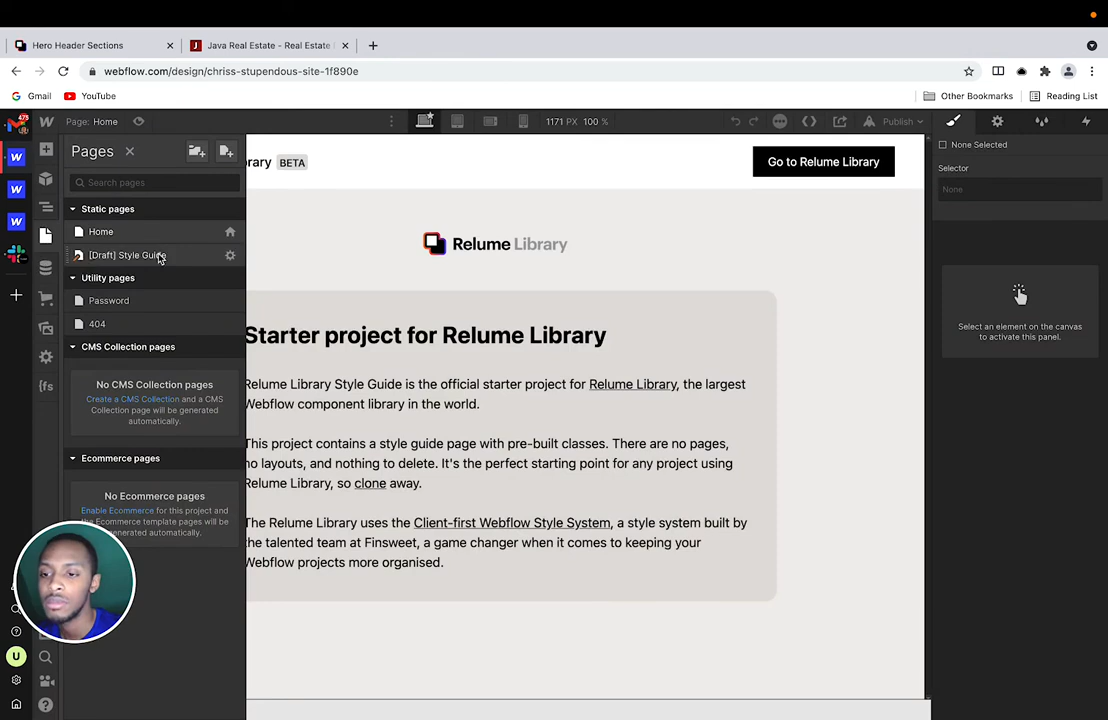 Hero Header Sections
Java Real Estate - Real Estate
webflow.com/design/chriss-stupendous-site-1f890e
Gmail
YouTube
Other Bookmarks
Reading List
475
Page: Home
1171 PX 100 %
Publish
Pages
Search pages
Static pages
Home
[Draft] Style Guide
Utility pages
Password
404
CMS Collection pages
No CMS Collection pages
Create a CMS Collection and a CMS
Collection page will be generated
automatically.
Ecommerce pages
No Ecommerce pages
Enable Ecommerce for this project and
the Ecommerce template pages will be
generated automatically.
U
BETA
Go to Relume Library
Relume Library
Starter project for Relume Library
Relume Library Style Guide is the official starter project for Relume Library, the largest
Webflow component library in the world.
This project contains a style guide page with pre-built classes. There are no pages,
no layouts, and nothing to delete. It's the perfect starting point for any project using
Relume Library, so clone away.
The Relume Library uses the Client-first Webflow Style System, a style system built by
the talented team at Finsweet, a game changer when it comes to keeping your
Webflow projects more organised.
None Selected
Selector
None
Select an element on the canvas
to activate this panel.